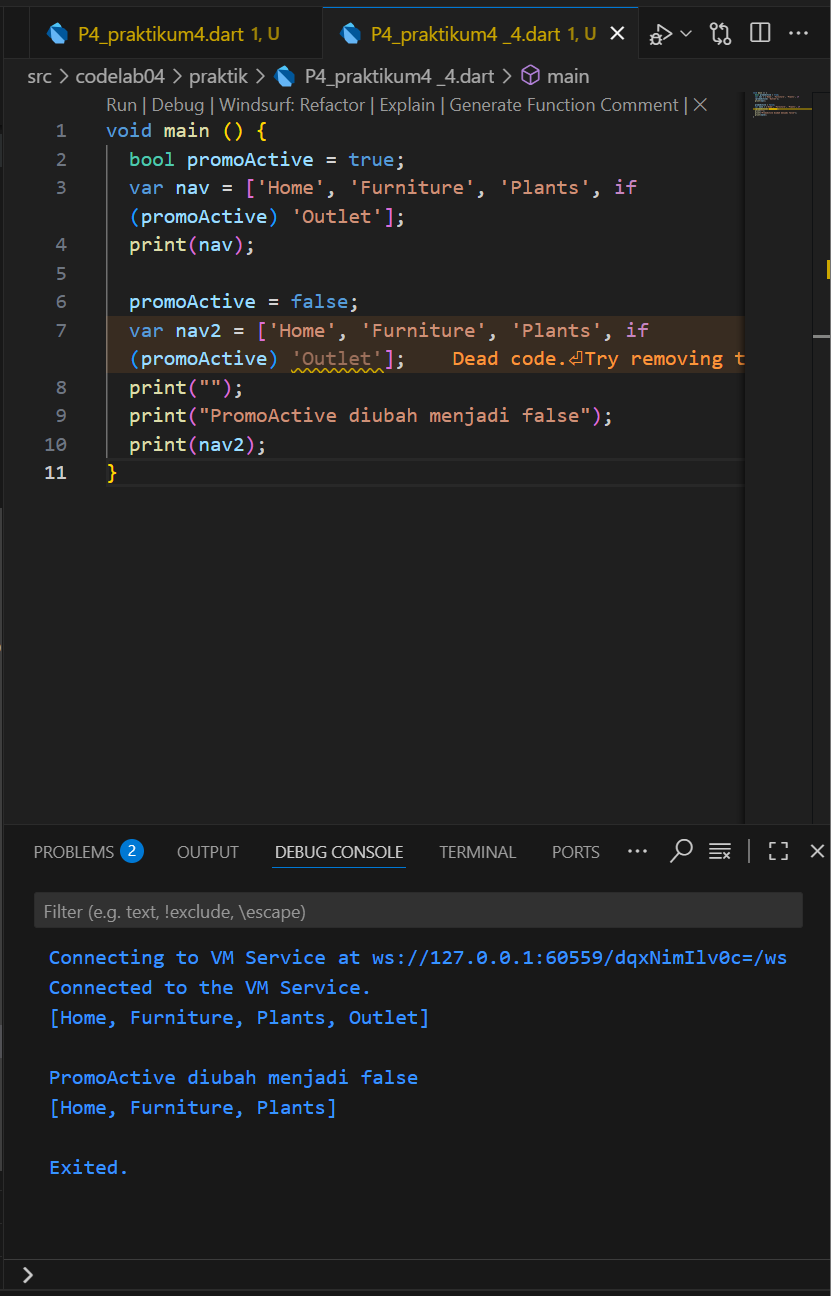 P4_praktikum4.dart 1, U P4_praktikum4 _4.dart 1, U
src > codelab04 > praktik > P4_praktikum4 _4.dart > main
Run | Debug | Windsurf: Refactor | Explain | Generate Function Comment | ×
1 void main () {
2 bool promoActive = true;
3 var nav = ['Home', 'Furniture', 'Plants', if
(promoActive) 'Outlet'];
4 print(nav);
5
6 promoActive = false;
7 var nav2 = ['Home', 'Furniture', 'Plants', if
(promoActive) 'Outlet']; Dead code.⏎Try removing t
8 print("");
9 print("PromoActive diubah menjadi false");
10 print(nav2);
11 }
PROBLEMS 2 OUTPUT DEBUG CONSOLE TERMINAL PORTS
Filter (e.g. text, !exclude, \escape)
Connecting to VM Service at ws://127.0.0.1:60559/dqxNimIlv0c=/ws
Connected to the VM Service.
[Home, Furniture, Plants, Outlet]
PromoActive diubah menjadi false
[Home, Furniture, Plants]
Exited.